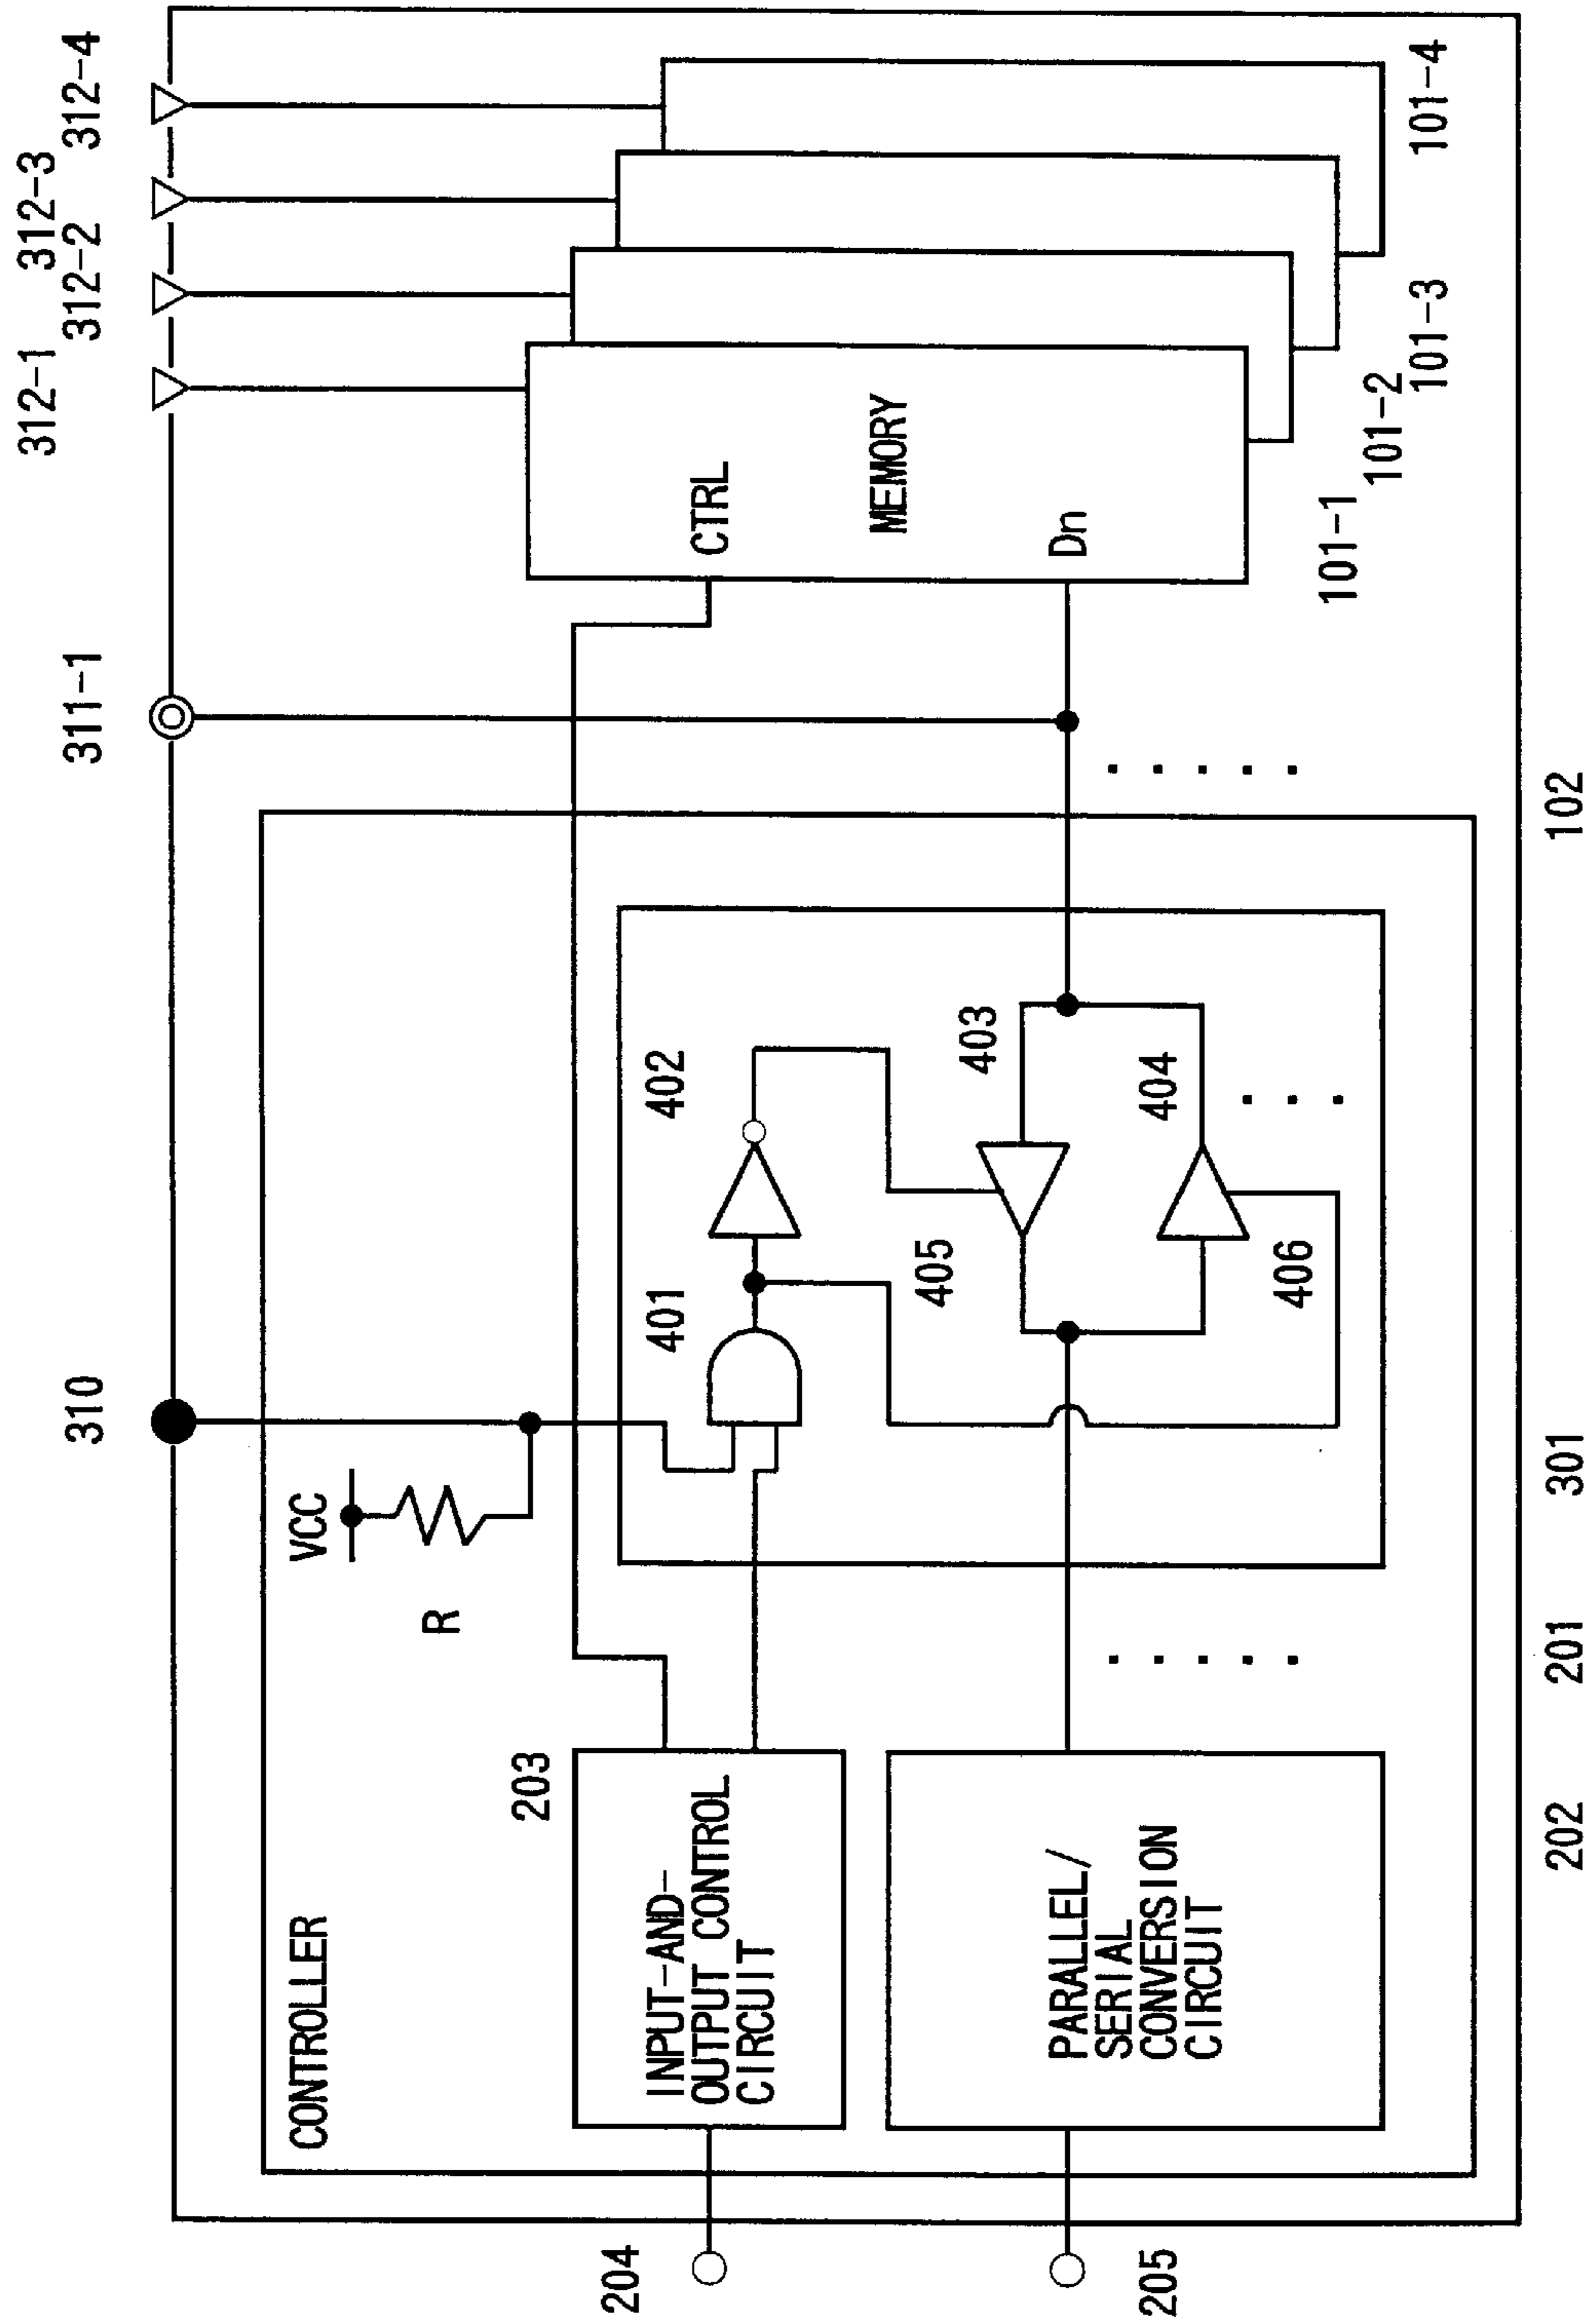 310
311-1
312-1
312-2
312-3
312-4
CONTROLLER
VCC
R
203
INPUT-AND-
OUTPUT CONTROL
CIRCUIT
204
401
402
CTRL
MEMORY
Dn
405
403
406
404
PARALLEL/
SERIAL
CONVERSION
CIRCUIT
205
101-1
101-2
101-3
101-4
202
201
301
102